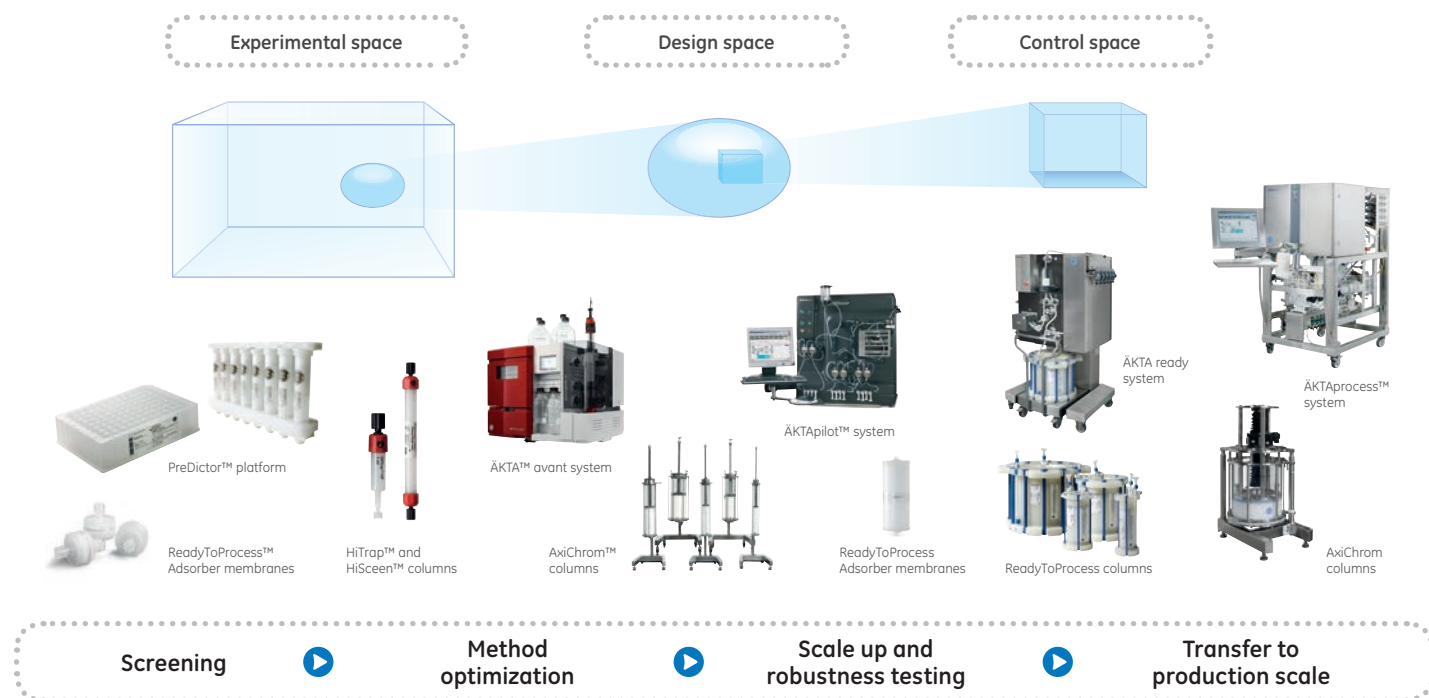 Experimental space
Design space
Control space
ÄKTA ready
system
ÄKTAprocess™
system
ÄKTApilot™ system
PreDictor™ platform
ÄKTA™ avant system
ReadyToProcess™
Adsorber membranes
HiTrap™ and
HiSceen™ columns
AxiChrom™
columns
ReadyToProcess
Adsorber membranes
ReadyToProcess columns
AxiChrom
columns
Screening
Method
optimization
Scale up and
robustness testing
Transfer to
production scale